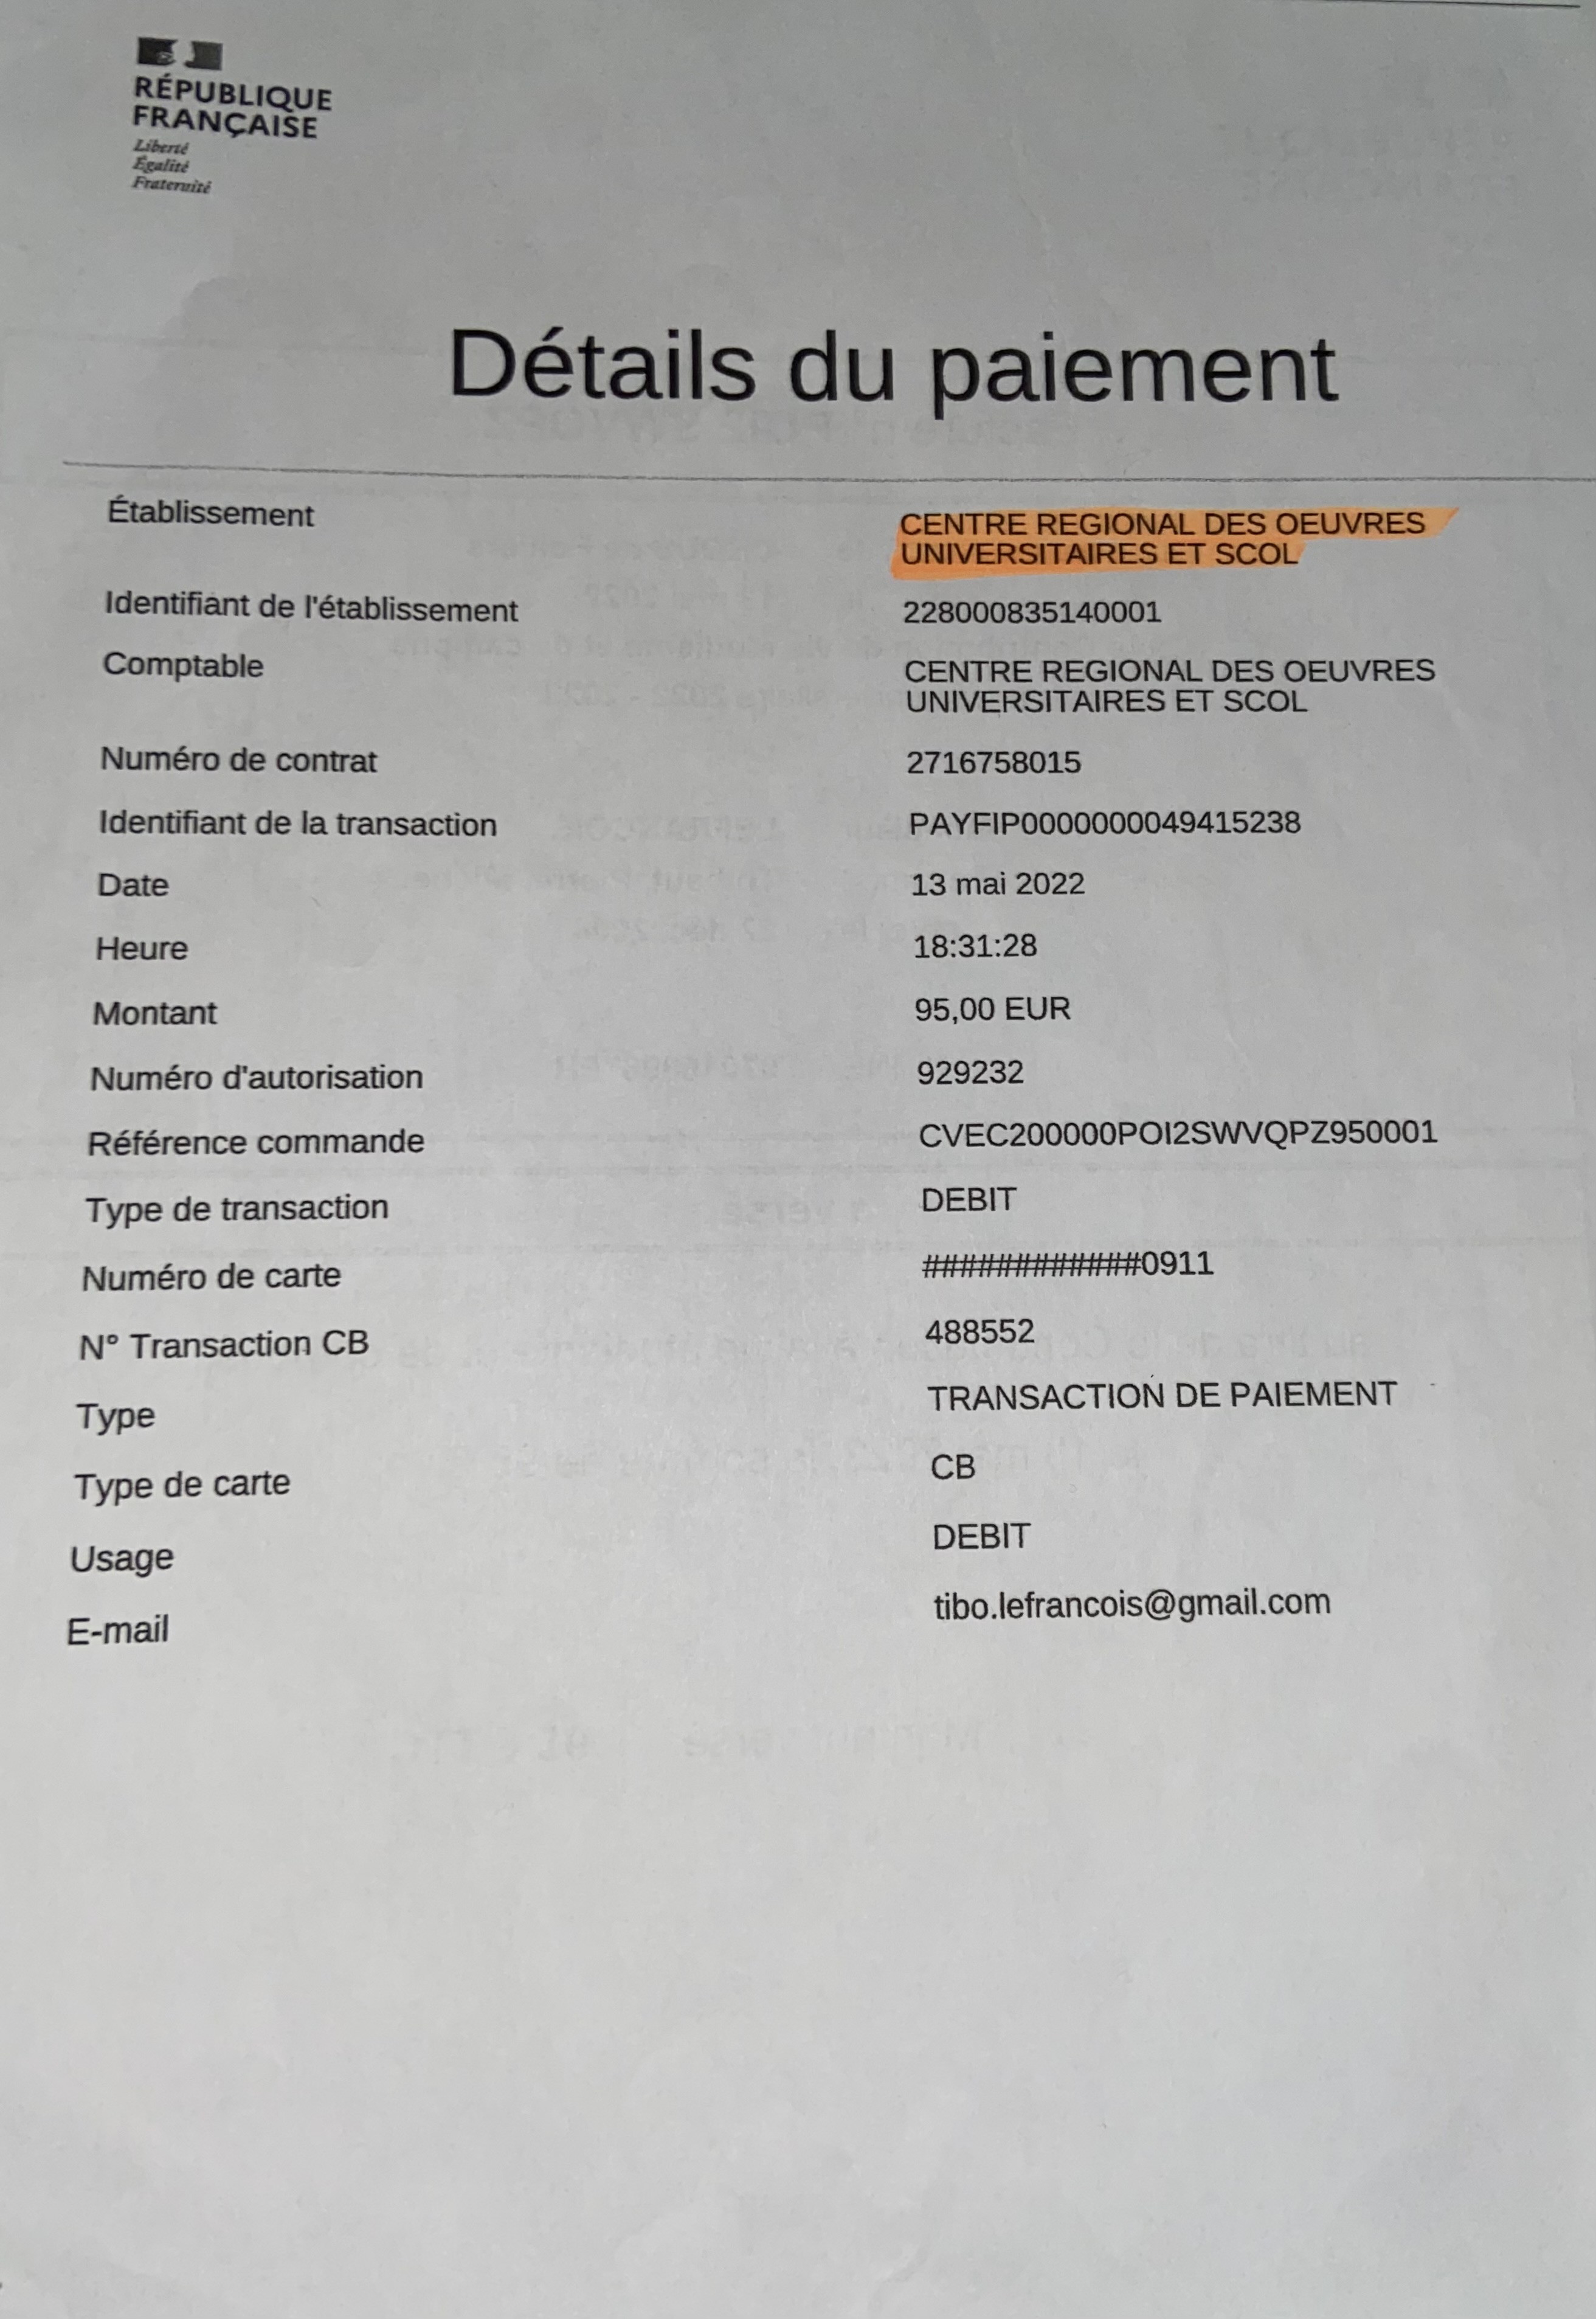 RÉPUBLIQUE
FRANÇAISE
Liberté
Égalité
Fraternité
Détails du paiement
Établissement CENTRE REGIONAL DES OEUVRES
UNIVERSITAIRES ET SCOL
Identifiant de l'établissement 228000835140001
Comptable CENTRE REGIONAL DES OEUVRES
UNIVERSITAIRES ET SCOL
Numéro de contrat 2716758015
Identifiant de la transaction PAYFIP0000000049415238
Date 13 mai 2022
Heure 18:31:28
Montant 95,00 EUR
Numéro d'autorisation 929232
Référence commande CVEC200000POI2SWVQPZ950001
Type de transaction DEBIT
Numéro de carte ############0911
N° Transaction CB 488552
Type TRANSACTION DE PAIEMENT
Type de carte CB
Usage DEBIT
E-mail tibo.lefrancois@gmail.com